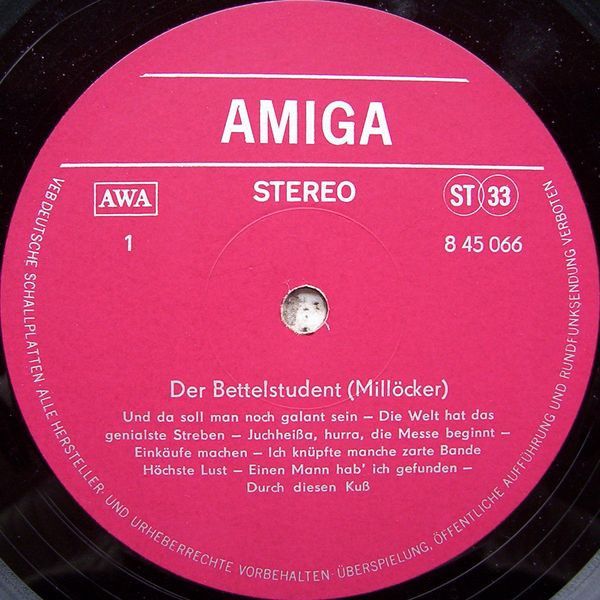 AMIGA
AWA
STEREO
ST 33
1
8 45 066
Der Bettelstudent (Millöcker)
Und da soll man noch galant sein – Die Welt hat das
genialste Streben – Juchheißa, hurra, die Messe beginnt –
Einkäufe machen – Ich knüpfte manche zarte Bande
Höchste Lust – Einen Mann hab' ich gefunden –
Durch diesen Kuß
VEB DEUTSCHE SCHALLPLATTEN · ALLE HERSTELLER- UND URHEBERRECHTE VORBEHALTEN · ÜBERSPIELUNG, ÖFFENTLICHE AUFFÜHRUNG UND RUNDFUNKSENDUNG VERBOTEN